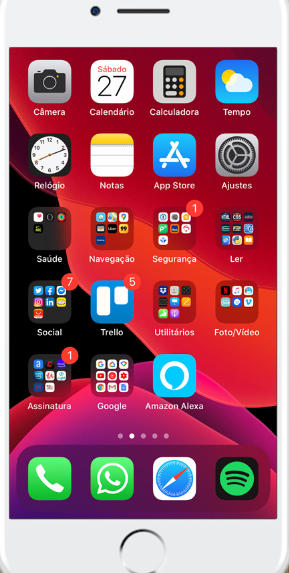 Sábado
27
Câmera
Calendário
Calculadora
Tempo
Relógio
Notas
App Store
Ajustes
1
Saúde
Navegação
Segurança
Ler
7
5
Social
Trello
Utilitários
Foto/Vídeo
1
Assinatura
Google
Amazon Alexa